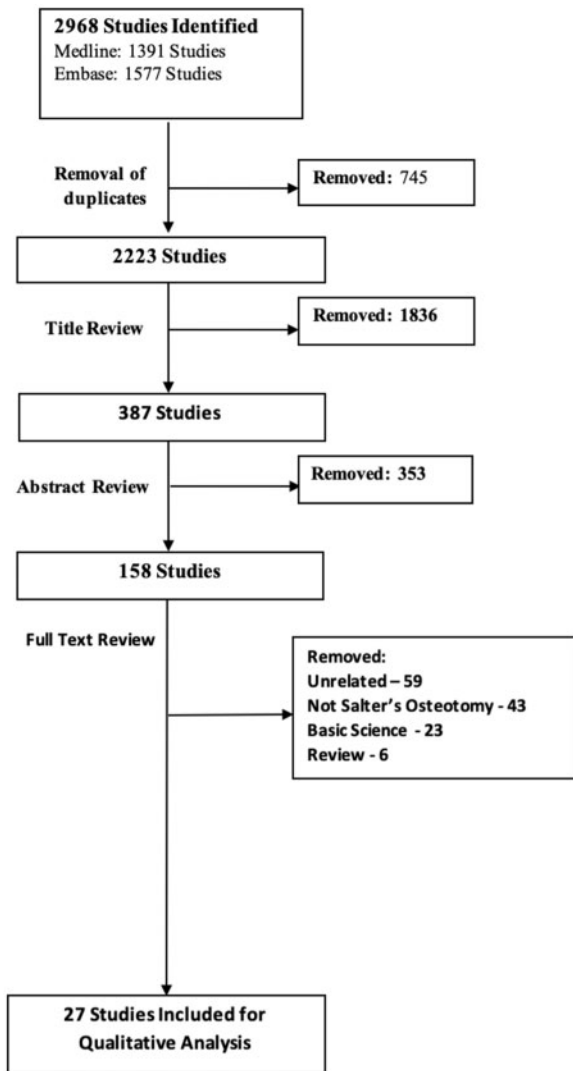 2968 Studies Identified
Medline: 1391 Studies
Embase: 1577 Studies
Removal of
duplicates
Removed: 745
2223 Studies
Title Review
Removed: 1836
387 Studies
Abstract Review
Removed: 353
158 Studies
Full Text Review
Removed:
Unrelated – 59
Not Salter's Osteotomy - 43
Basic Science - 23
Review - 6
27 Studies Included for
Qualitative Analysis